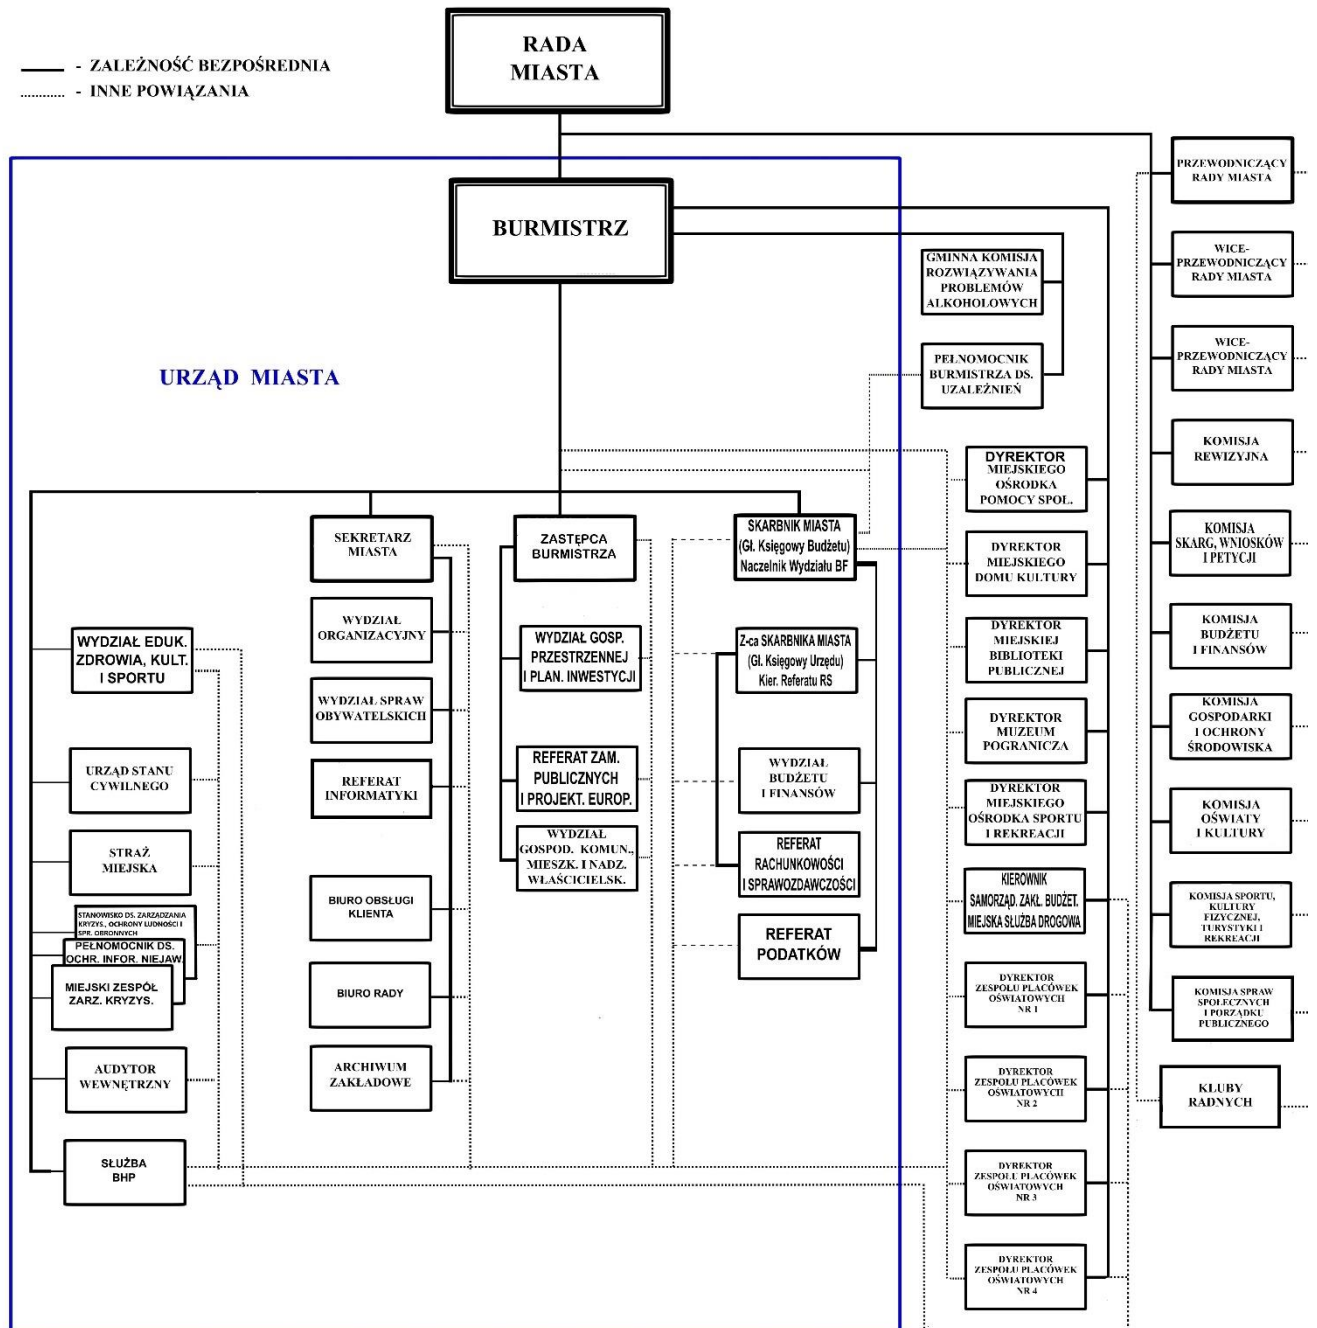 RADA
MIASTA
- ZALEŻNOŚĆ BEZPOŚREDNIA
- INNE POWIĄZANIA
BURMISTRZ
URZĄD MIASTA
GMINNA KOMISJA
ROZWIĄZYWANIA
PROBLEMÓW
ALKOHOLOWYCH
PEŁNOMOCNIK
BURMISTRZA DS.
UZALEŻNIEŃ
SEKRETARZ
MIASTA
WYDZIAŁ
ORGANIZACYJNY
WYDZIAŁ SPRAW
OBYWATELSKICH
REFERAT
INFORMATYKI
BIURO OBSŁUGI
KLIENTA
BIURO RADY
ARCHIWUM
ZAKŁADOWE
ZASTĘPCA
BURMISTRZA
WYDZIAŁ GOSP.
PRZESTRZENNEJ
I PLAN. INWESTYCJI
REFERAT ZAM.
PUBLICZNYCH
I PROJEKT. EUROP.
WYDZIAŁ
GOSPOD. KOMUN.,
MIESZK. I NADZ.
WŁAŚCICIELSK.
SKARBNIK MIASTA
(Gł. Księgowy Budżetu)
Naczelnik Wydziału BF
Z-ca SKARBNIKA MIASTA
(Gł. Księgowy Urzędu)
Kier. Referatu RS
WYDZIAŁ
BUDŻETU
I FINANSÓW
REFERAT
RACHUNKOWOŚCI
I SPRAWOZDAWCZOŚCI
REFERAT
PODATKÓW
WYDZIAŁ EDUK.
ZDROWIA, KULT.
I SPORTU
URZĄD STANU
CYWILNEGO
STRAŻ
MIEJSKA
STANOWISKO DS. ZARZĄDZANIA
KRYZYS., OCHRONY LUDNOŚCI I
SPR. OBRONNYCH
PEŁNOMOCNIK DS.
OCHR. INFOR. NIEJAW.
MIEJSKI ZESPÓŁ
ZARZ. KRYZYS.
AUDYTOR
WEWNĘTRZNY
SŁUŻBA
BHP
DYREKTOR
MIEJSKIEGO
OŚRODKA
POMOCY SPOŁ.
DYREKTOR
MIEJSKIEGO
DOMU KULTURY
DYREKTOR
MIEJSKIEJ
BIBLIOTEKI
PUBLICZNEJ
DYREKTOR
MUZEUM
POGRANICZA
DYREKTOR
MIEJSKIEGO
OŚRODKA SPORTU
I REKREACJI
KIEROWNIK
SAMORZĄD. ZAKŁ. BUDŻET.
MIEJSKA SŁUŻBA DROGOWA
DYREKTOR
ZESPOŁU PLACÓWEK
OŚWIATOWYCH
NR 1
DYREKTOR
ZESPOŁU PLACÓWEK
OŚWIATOWYCH
NR 2
DYREKTOR
ZESPOŁU PLACÓWEK
OŚWIATOWYCH
NR 3
DYREKTOR
ZESPOŁU PLACÓWEK
OŚWIATOWYCH
NR 4
PRZEWODNICZĄCY
RADY MIASTA
WICE-
PRZEWODNICZĄCY
RADY MIASTA
WICE-
PRZEWODNICZĄCY
RADY MIASTA
KOMISJA
REWIZYJNA
KOMISJA
SKARG, WNIOSKÓW
I PETYCJI
KOMISJA
BUDŻETU
I FINANSÓW
KOMISJA
GOSPODARKI
I OCHRONY
ŚRODOWISKA
KOMISJA
OŚWIATY
I KULTURY
KOMISJA SPORTU,
KULTURY
FIZYCZNEJ,
TURYSTYKI I
REKREACJI
KOMISJA SPRAW
SPOŁECZNYCH
I PORZĄDKU
PUBLICZNEGO
KLUBY
RADNYCH